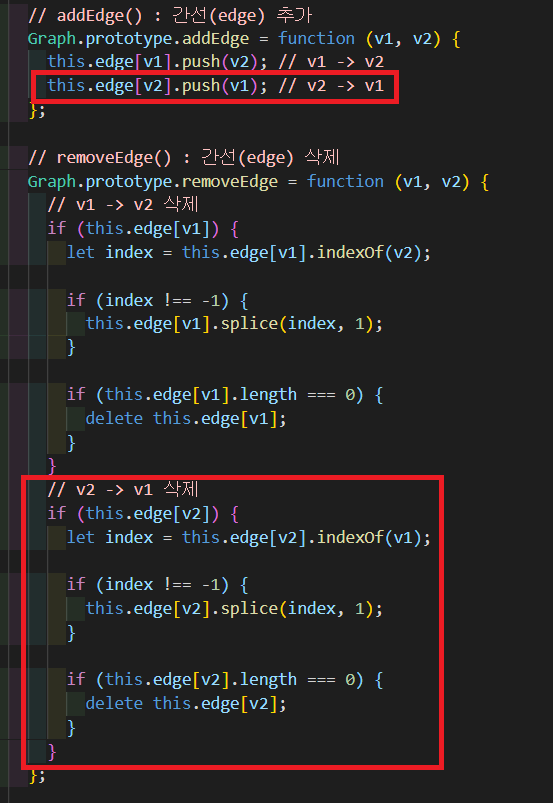 // addEdge() : 간선(edge) 추가
Graph.prototype.addEdge = function (v1, v2) {
  this.edge[v1].push(v2); // v1 -> v2
  this.edge[v2].push(v1); // v2 -> v1
};

// removeEdge() : 간선(edge) 삭제
Graph.prototype.removeEdge = function (v1, v2) {
  // v1 -> v2 삭제
  if (this.edge[v1]) {
    let index = this.edge[v1].indexOf(v2);

    if (index !== -1) {
      this.edge[v1].splice(index, 1);
    }

    if (this.edge[v1].length === 0) {
      delete this.edge[v1];
    }
  }
  // v2 -> v1 삭제
  if (this.edge[v2]) {
    let index = this.edge[v2].indexOf(v1);

    if (index !== -1) {
      this.edge[v2].splice(index, 1);
    }

    if (this.edge[v2].length === 0) {
      delete this.edge[v2];
    }
  }
};